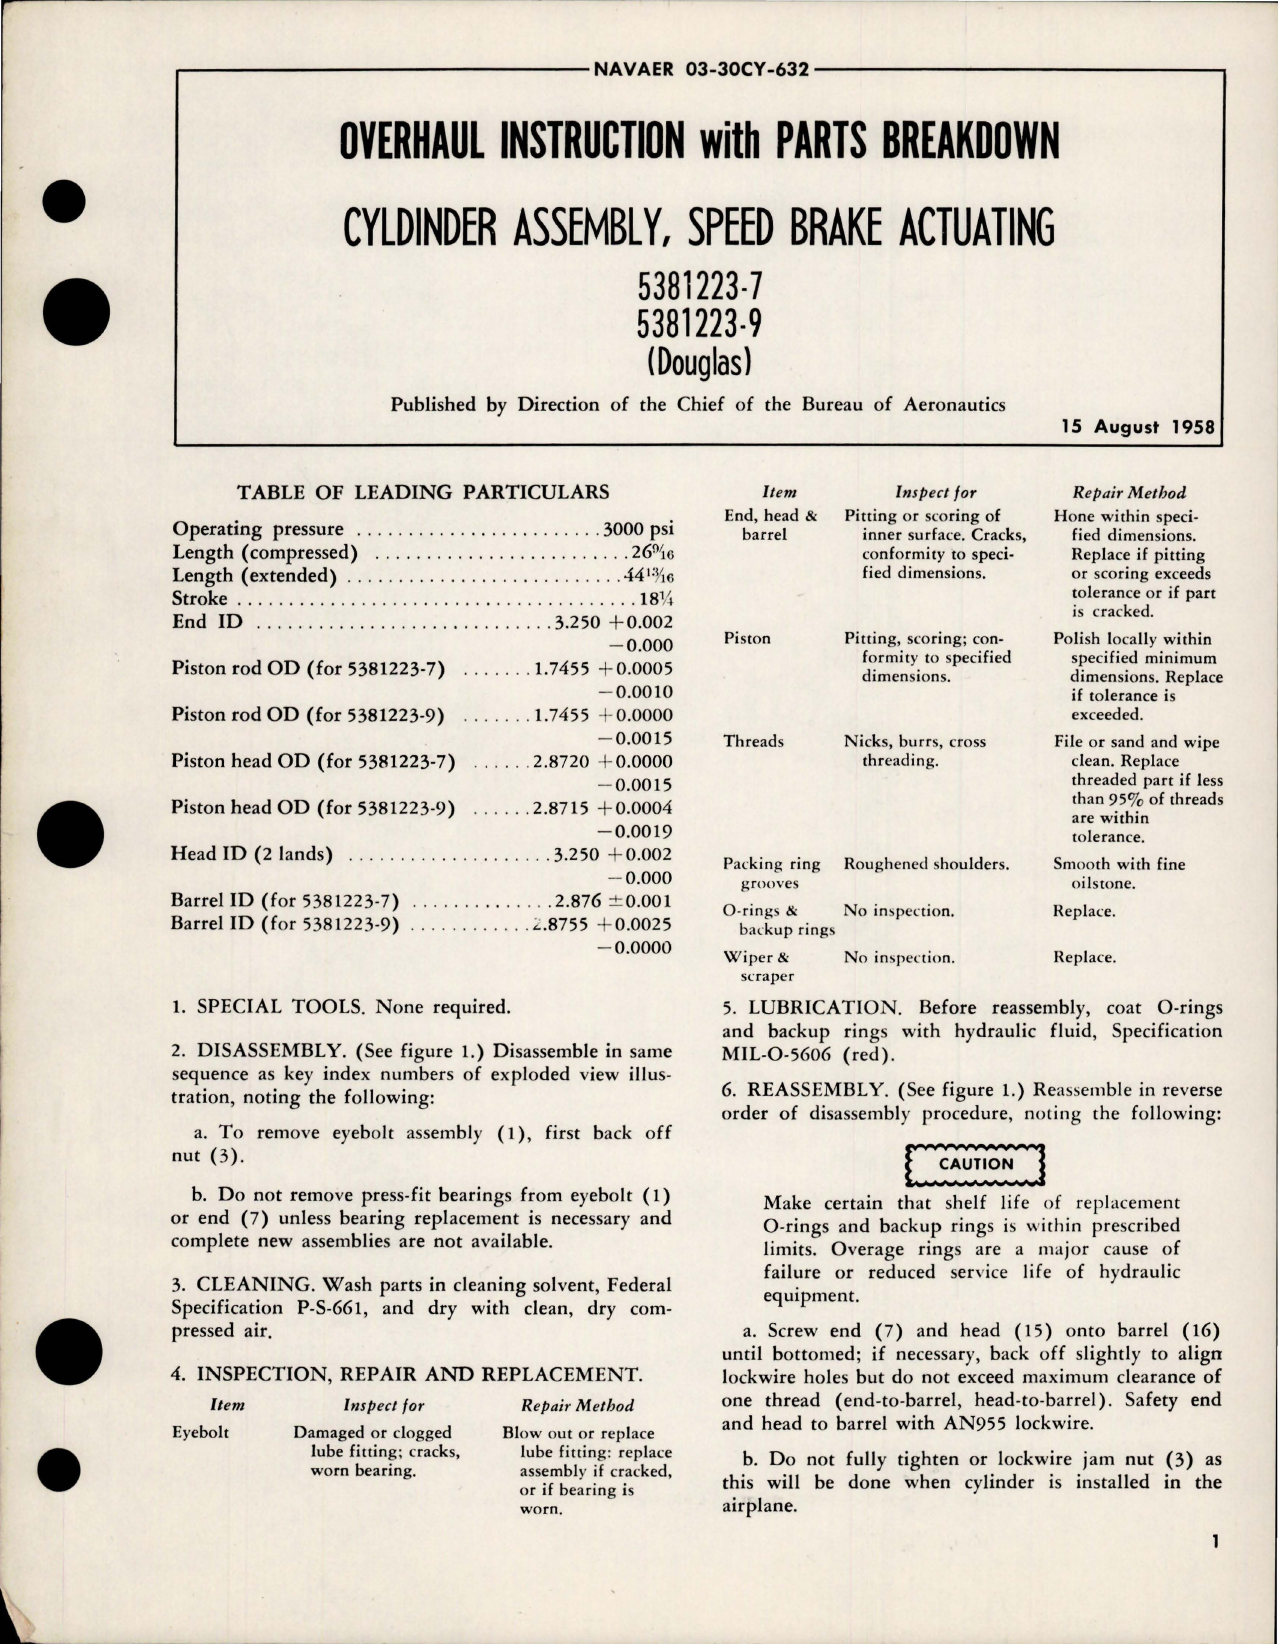 NAVAER 03-30CY-632
OVERHAUL INSTRUCTION with PARTS BREAKDOWN
CYLDINDER ASSEMBLY, SPEED BRAKE ACTUATING
5381223-7
5381223-9
(Douglas)
Published by Direction of the Chief of the Bureau of Aeronautics
15 August 1958
TABLE OF LEADING PARTICULARS
Operating pressure ........................ 3000 psi
Length (compressed) ......................... 26 9/16
Length (extended) ........................... 44 13/16
Stroke ....................................... 18 1/4
End ID ............................. 3.250 +0.002
−0.000
Piston rod OD (for 5381223-7) ....... 1.7455 +0.0005
−0.0010
Piston rod OD (for 5381223-9) ....... 1.7455 +0.0000
−0.0015
Piston head OD (for 5381223-7) ...... 2.8720 +0.0000
−0.0015
Piston head OD (for 5381223-9) ...... 2.8715 +0.0004
−0.0019
Head ID (2 lands) .................... 3.250 +0.002
−0.000
Barrel ID (for 5381223-7) .............. 2.876 ±0.001
Barrel ID (for 5381223-9) ............ 2.8755 +0.0025
−0.0000
1. SPECIAL TOOLS. None required.
2. DISASSEMBLY. (See figure 1.) Disassemble in same
sequence as key index numbers of exploded view illus-
tration, noting the following:
a. To remove eyebolt assembly (1), first back off
nut (3).
b. Do not remove press-fit bearings from eyebolt (1)
or end (7) unless bearing replacement is necessary and
complete new assemblies are not available.
3. CLEANING. Wash parts in cleaning solvent, Federal
Specification P-S-661, and dry with clean, dry com-
pressed air.
4. INSPECTION, REPAIR AND REPLACEMENT.
Item Inspect for Repair Method
Eyebolt Damaged or clogged Blow out or replace
lube fitting; cracks, lube fitting: replace
worn bearing. assembly if cracked,
or if bearing is
worn.
Item Inspect for Repair Method
End, head & Pitting or scoring of Hone within speci-
barrel inner surface. Cracks, fied dimensions.
conformity to speci- Replace if pitting
fied dimensions. or scoring exceeds
tolerance or if part
is cracked.
Piston Pitting, scoring; con- Polish locally within
formity to specified specified minimum
dimensions. dimensions. Replace
if tolerance is
exceeded.
Threads Nicks, burrs, cross File or sand and wipe
threading. clean. Replace
threaded part if less
than 95% of threads
are within
tolerance.
Packing ring Roughened shoulders. Smooth with fine
grooves oilstone.
O-rings & No inspection. Replace.
backup rings
Wiper & No inspection. Replace.
scraper
5. LUBRICATION. Before reassembly, coat O-rings
and backup rings with hydraulic fluid, Specification
MIL-O-5606 (red).
6. REASSEMBLY. (See figure 1.) Reassemble in reverse
order of disassembly procedure, noting the following:
CAUTION
Make certain that shelf life of replacement
O-rings and backup rings is within prescribed
limits. Overage rings are a major cause of
failure or reduced service life of hydraulic
equipment.
a. Screw end (7) and head (15) onto barrel (16)
until bottomed; if necessary, back off slightly to align
lockwire holes but do not exceed maximum clearance of
one thread (end-to-barrel, head-to-barrel). Safety end
and head to barrel with AN955 lockwire.
b. Do not fully tighten or lockwire jam nut (3) as
this will be done when cylinder is installed in the
airplane.
1